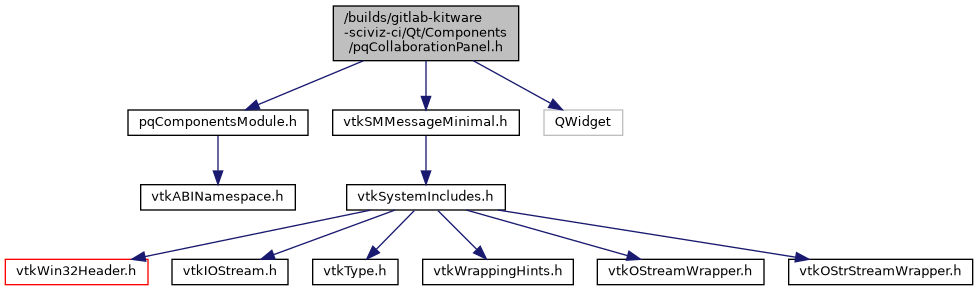 /builds/gitlab-kitware
-sciviz-ci/Qt/Components
/pqCollaborationPanel.h
pqComponentsModule.h
vtkSMMessageMinimal.h
QWidget
vtkABINamespace.h
vtkSystemIncludes.h
vtkWin32Header.h
vtkIOStream.h
vtkType.h
vtkWrappingHints.h
vtkOStreamWrapper.h
vtkOStrStreamWrapper.h